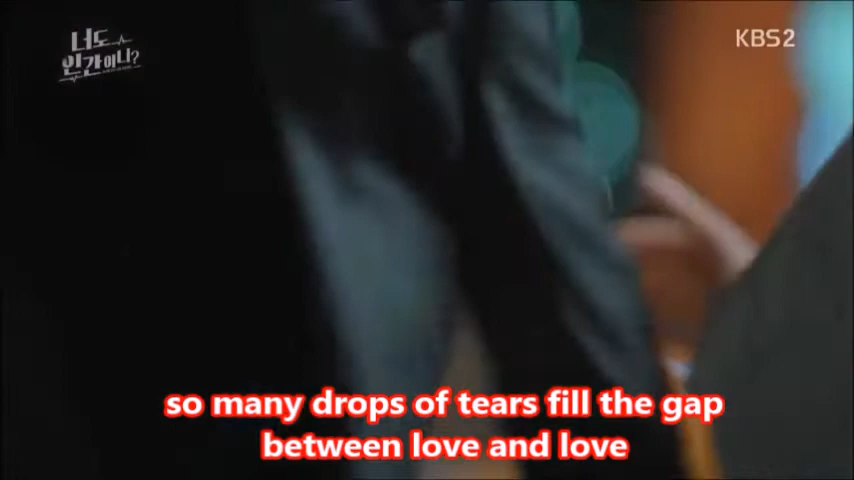 너도
인간이니?
KBS2
so many drops of tears fill the gap
between love and love